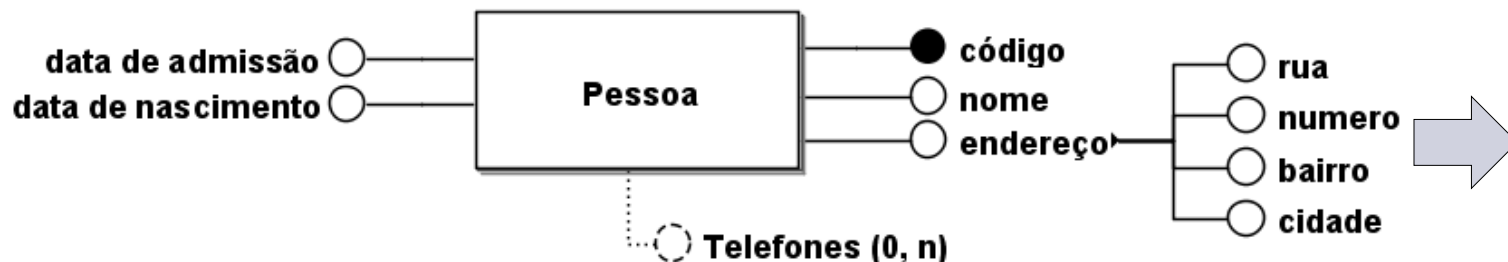 data de admissão
data de nascimento
Pessoa
código
nome
endereço
Telefones (0, n)
rua
numero
bairro
cidade